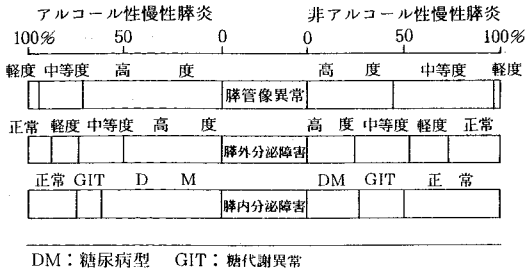 アルコール性慢性膵炎 非アルコール性慢性膵炎
100% 50 0 0 50 100%
軽度 中等度 高度 高度 中等度 軽度
膵管像異常
正常 軽度 中等度 高度 高度 中等度 軽度 正常
膵外分泌障害
正常 GIT DM DM GIT 正常
膵内分泌障害
DM：糖尿病型 GIT：糖代謝異常